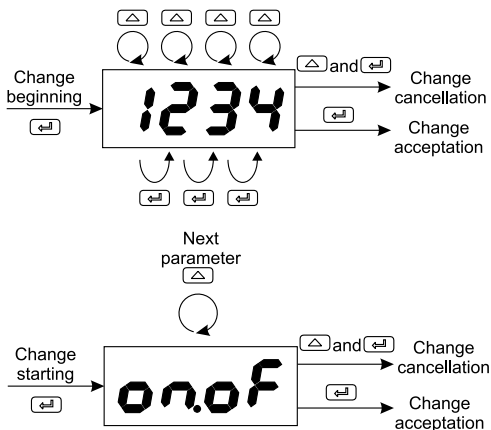 Change
beginning
1234
and
Change
cancellation
Change
acceptation
Next
parameter
Change
starting
on.oF
and
Change
cancellation
Change
acceptation